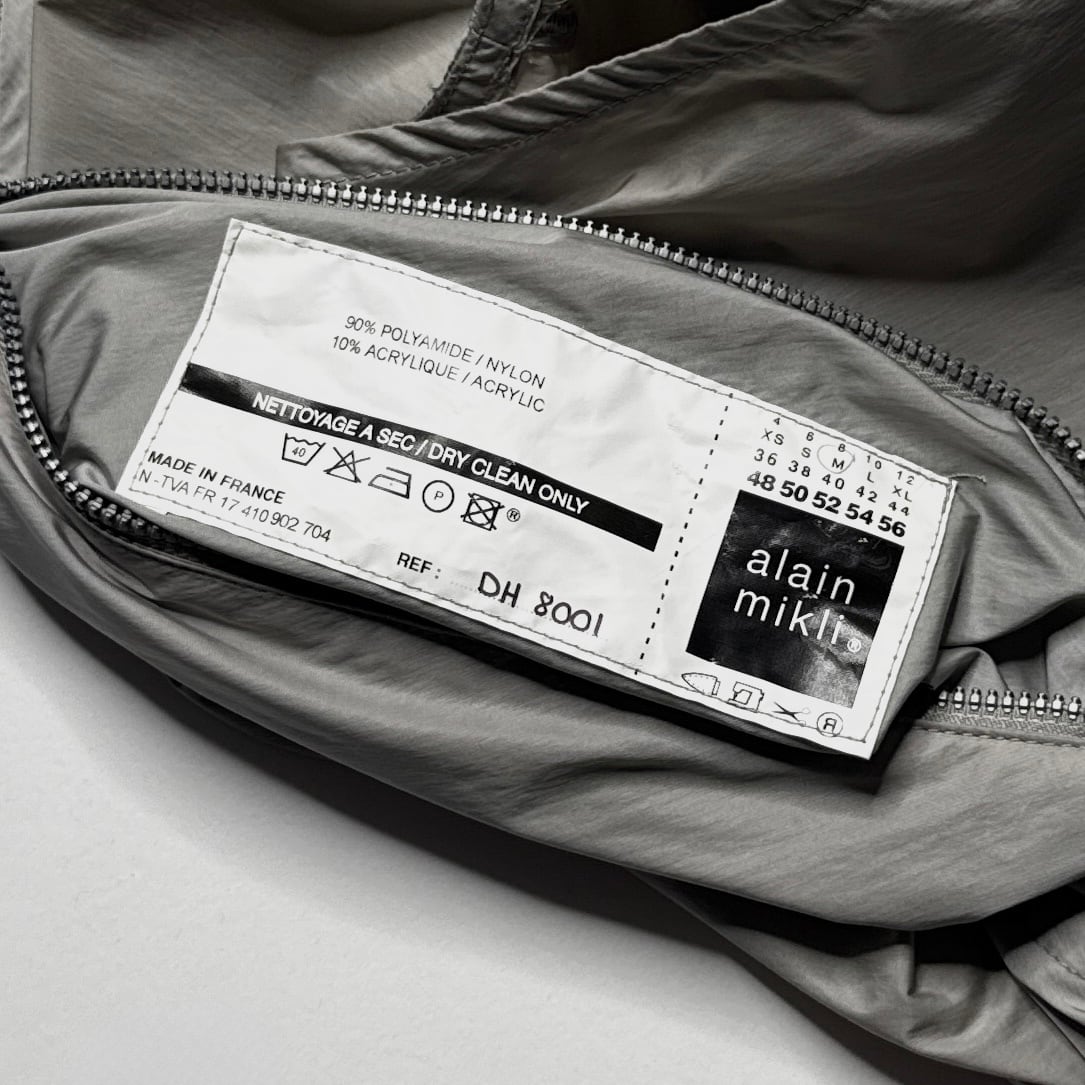 90% POLYAMIDE / NYLON
10% ACRYLIQUE / ACRYLIC
NETTOYAGE A SEC / DRY CLEAN ONLY
40
P
®
MADE IN FRANCE
N -TVA FR 17 410 902 704
REF : DH 8001
4 6 8 10 12
XS S M L XL
36 38 40 42 44
48 50 52 54 56
alain
mikli®
R